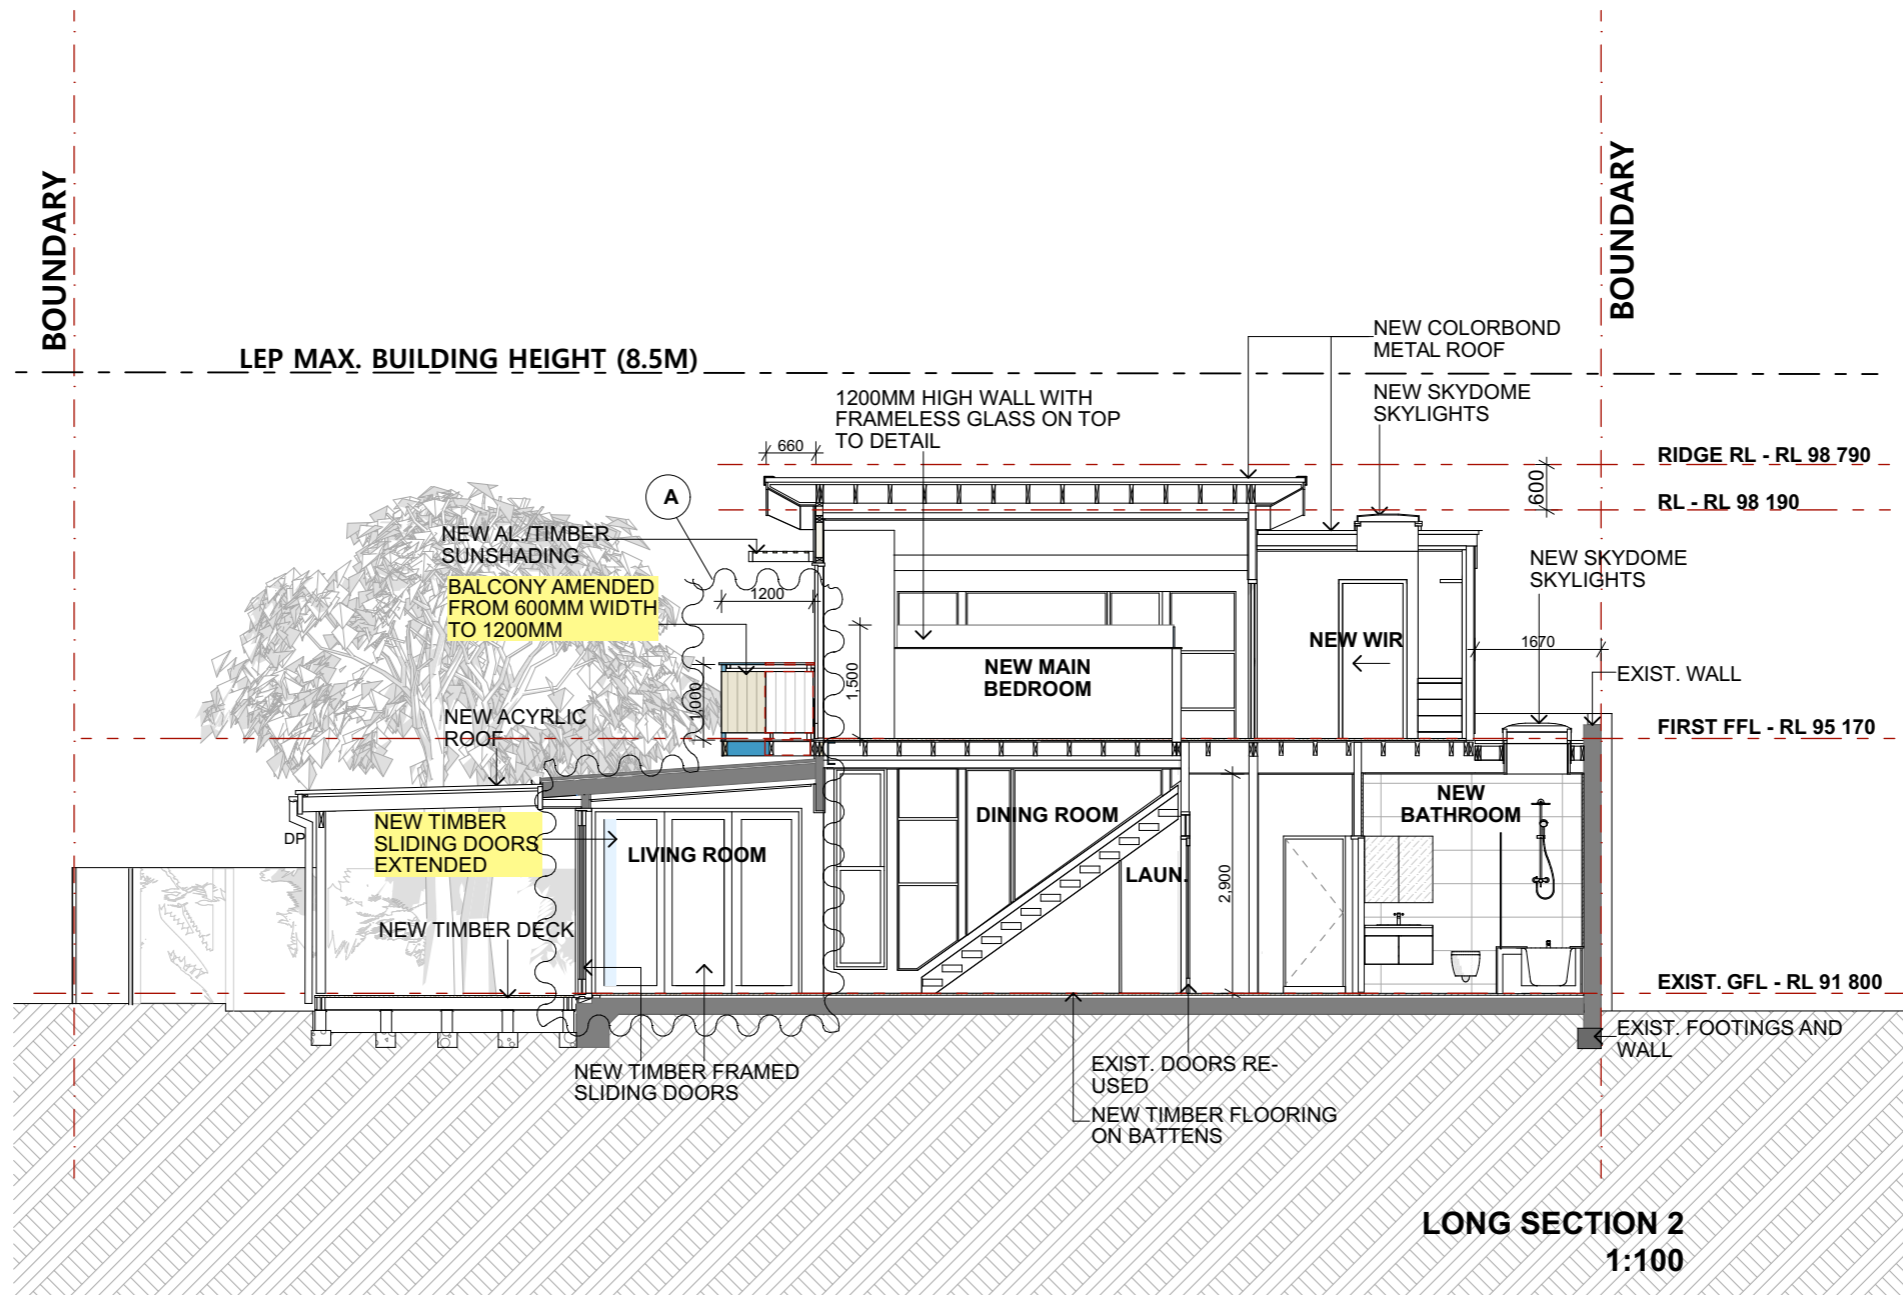 BOUNDARY
BOUNDARY
LEP MAX. BUILDING HEIGHT (8.5M)
NEW COLORBOND
METAL ROOF
NEW SKYDOME
SKYLIGHTS
1200MM HIGH WALL WITH
FRAMELESS GLASS ON TOP
TO DETAIL
660
RIDGE RL - RL 98 790
600
RL - RL 98 190
A
NEW AL./TIMBER
SUNSHADING
NEW SKYDOME
SKYLIGHTS
BALCONY AMENDED
FROM 600MM WIDTH
TO 1200MM
1200
NEW WIR
1670
NEW MAIN
BEDROOM
EXIST. WALL
1,500
1,000
NEW ACYRLIC
ROOF
FIRST FFL - RL 95 170
DINING ROOM
NEW
BATHROOM
DP
NEW TIMBER
SLIDING DOORS
EXTENDED
LIVING ROOM
LAUN.
2,900
NEW TIMBER DECK
EXIST. GFL - RL 91 800
EXIST. FOOTINGS AND
WALL
NEW TIMBER FRAMED
SLIDING DOORS
EXIST. DOORS RE-
USED
NEW TIMBER FLOORING
ON BATTENS
LONG SECTION 2
1:100